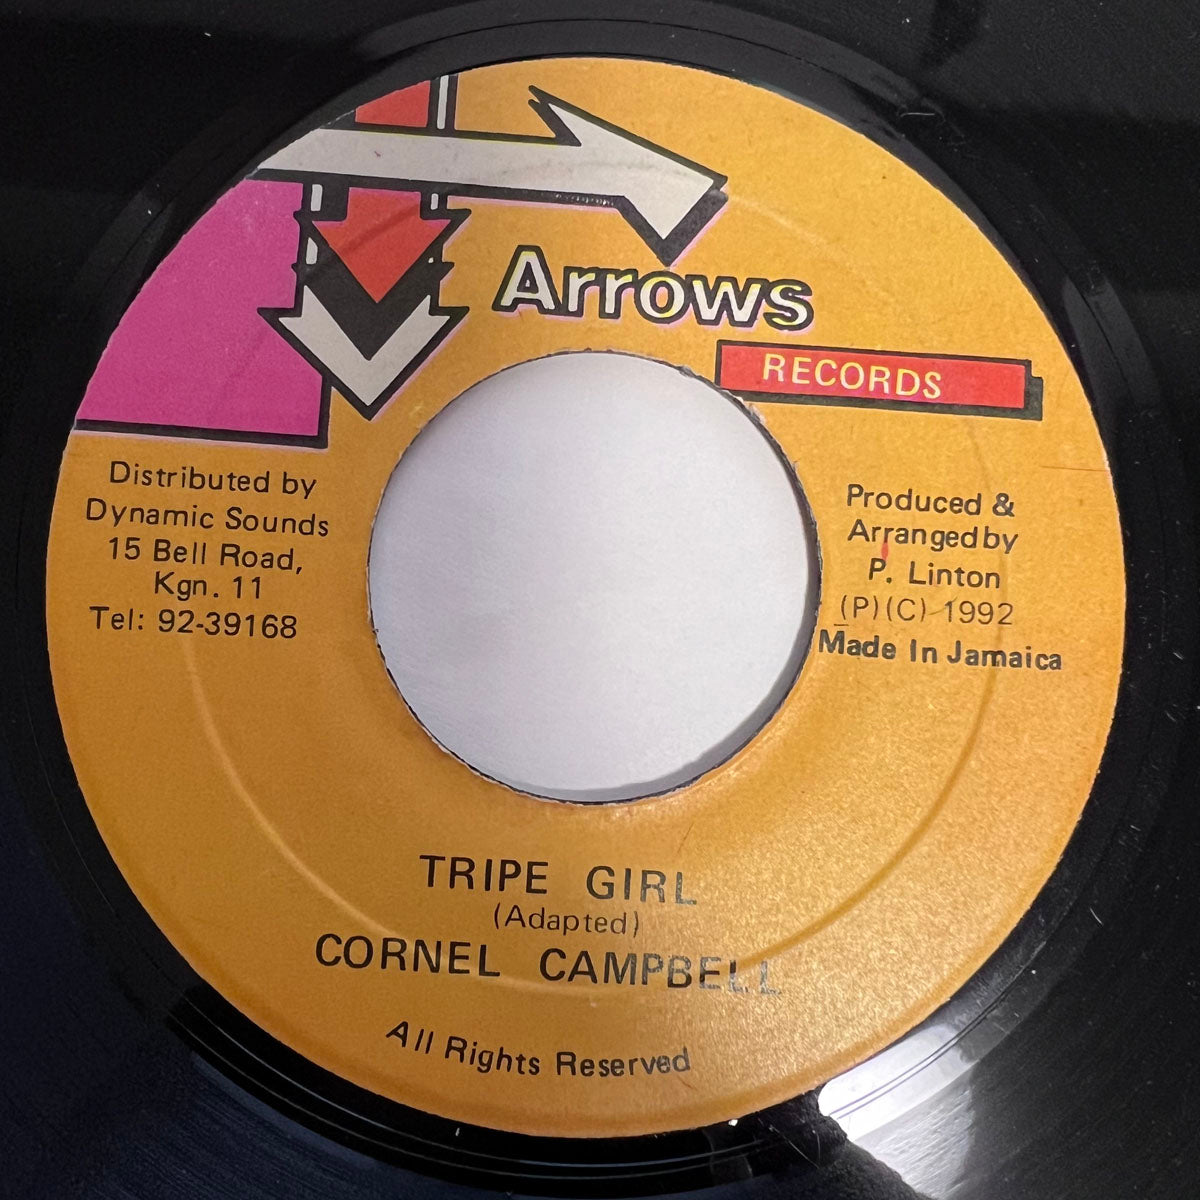 Arrows
RECORDS
Distributed by
Dynamic Sounds
15 Bell Road,
Kgn. 11
Tel: 92-39168
Produced &
Arranged by
P. Linton
(P)(C) 1992
Made In Jamaica
TRIPE GIRL
(Adapted)
CORNEL CAMPBELL
All Rights Reserved